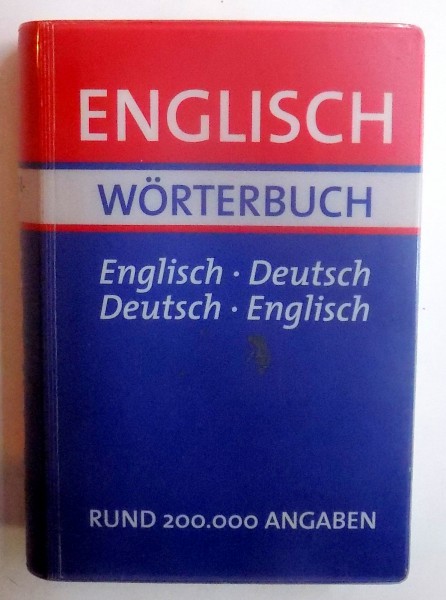 ENGLISCH
WÖRTERBUCH
Englisch · Deutsch
Deutsch · Englisch
RUND 200.000 ANGABEN